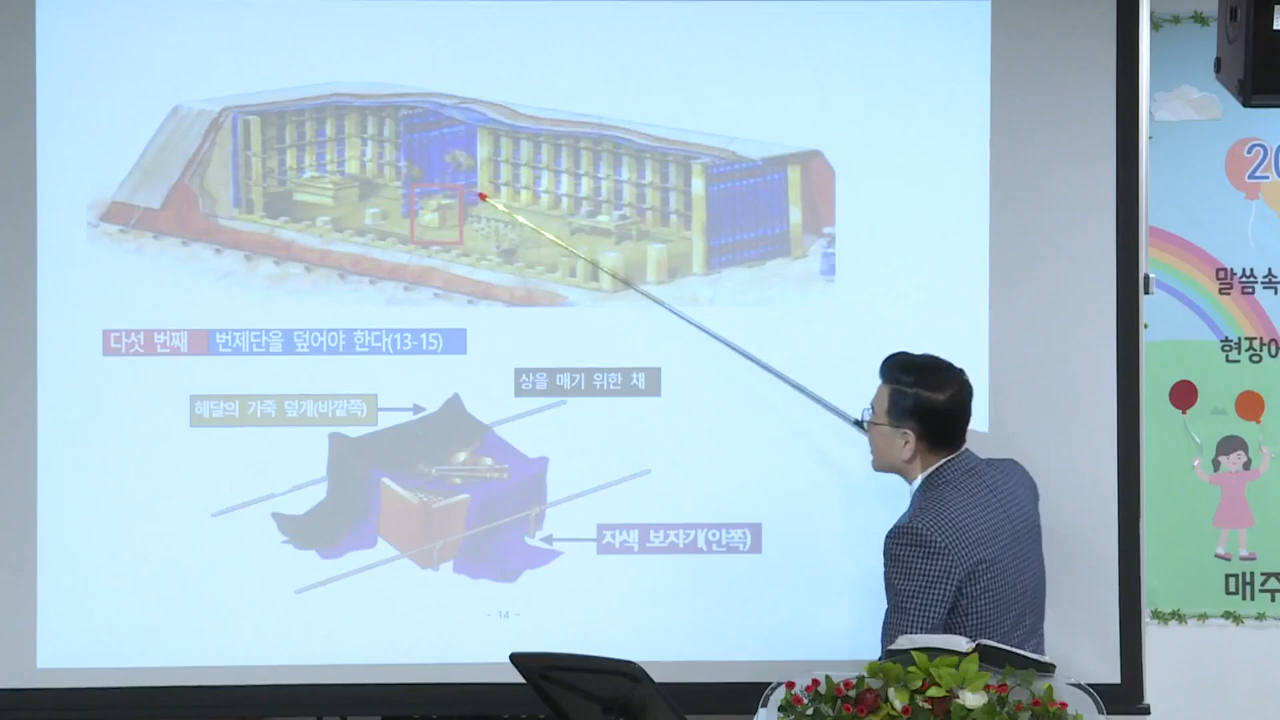 다섯 번째 번제단을 덮어야 한다(13-15)
상을 매기 위한 채
해달의 가죽 덮개(바깥쪽)
자색 보자기(안쪽)
- 14 -
20
말씀속
현장에
매주